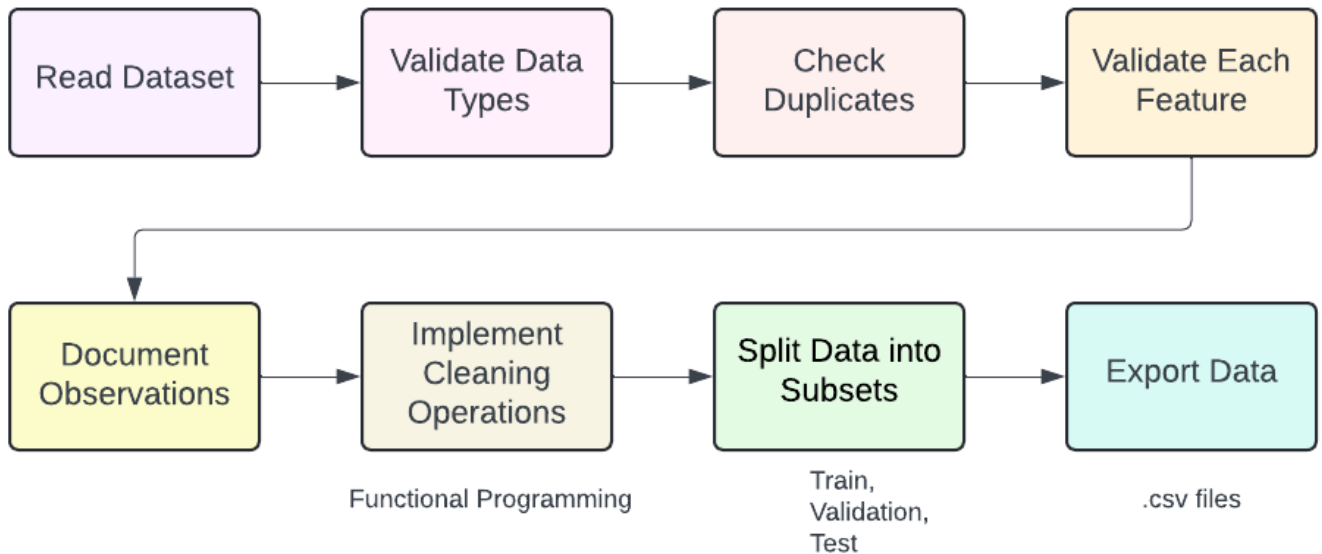 Read Dataset
Validate Data
Types
Check
Duplicates
Validate Each
Feature
Document
Observations
Implement
Cleaning
Operations
Split Data into
Subsets
Export Data
Functional Programming
Train,
Validation,
Test
.csv files